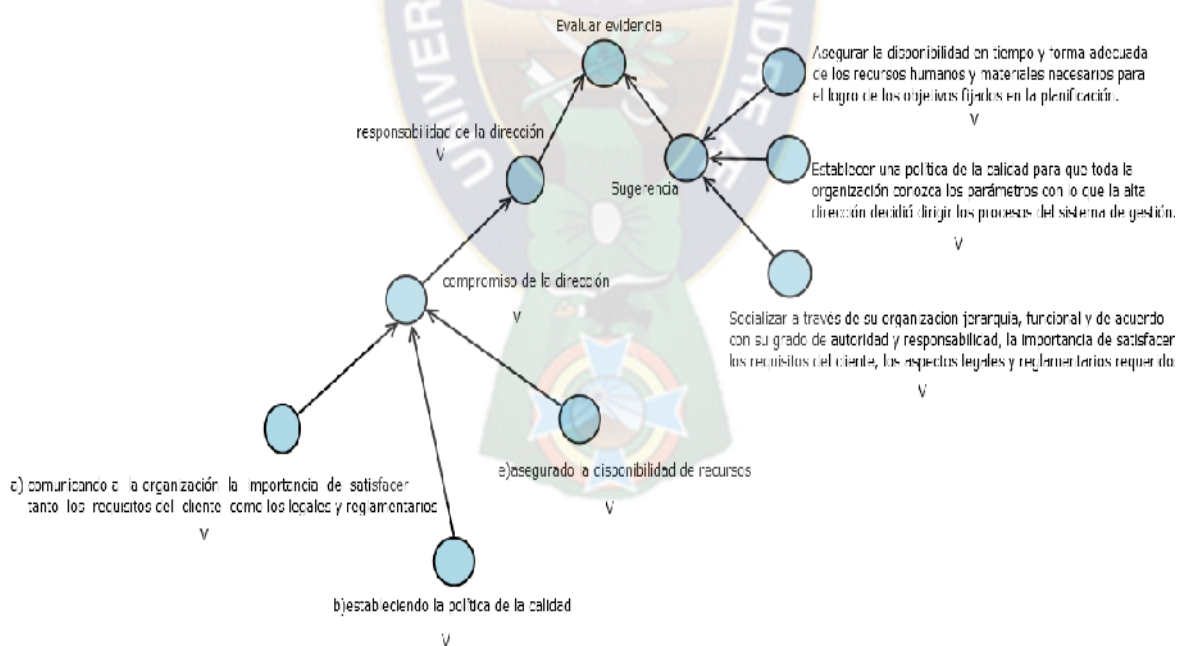 UNIVER
NDRE
Evaluar evidencia
Asegurar la disponibilidad en tiempo y forma adecuada
de los recursos humanos y materiales necesarios para
el logro de los objetivos fijados en la planificación.
V
responsabilidad de la dirección
V
Sugerencia
Establecer una política de la calicad para que toda la
organización conozca los parámetros con lo que la alta
dirección decidió dirigir los procesos del sistema de gestión.
V
compromiso de la dirección
V
Socializar a través de su organizacion jerarquia, funcional y de acuerdo
con su grado de autoridad y responsabilidad, la importancia de satisfacer
los requisitos del cliente, los aspectos legales y reglamentarios requerido:
V
e)asegurado la disponibilidad de recursos
V
a) comunicando a la organización la importancia de satisfacer
tanto los requisitos del cliente como los legales y reglamentarios
V
b)estableciendo la política de la calidad
V